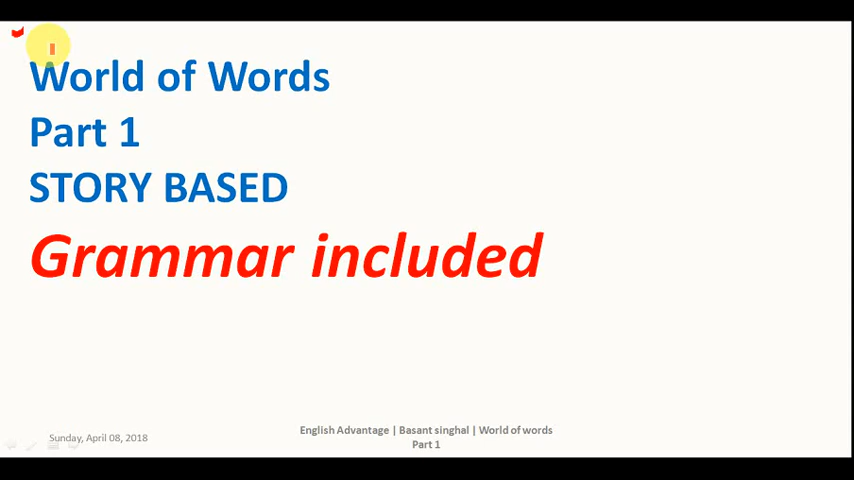 World of Words
Part 1
STORY BASED
Grammar included
Sunday, April 08, 2018
English Advantage | Basant singhal | World of words
Part 1